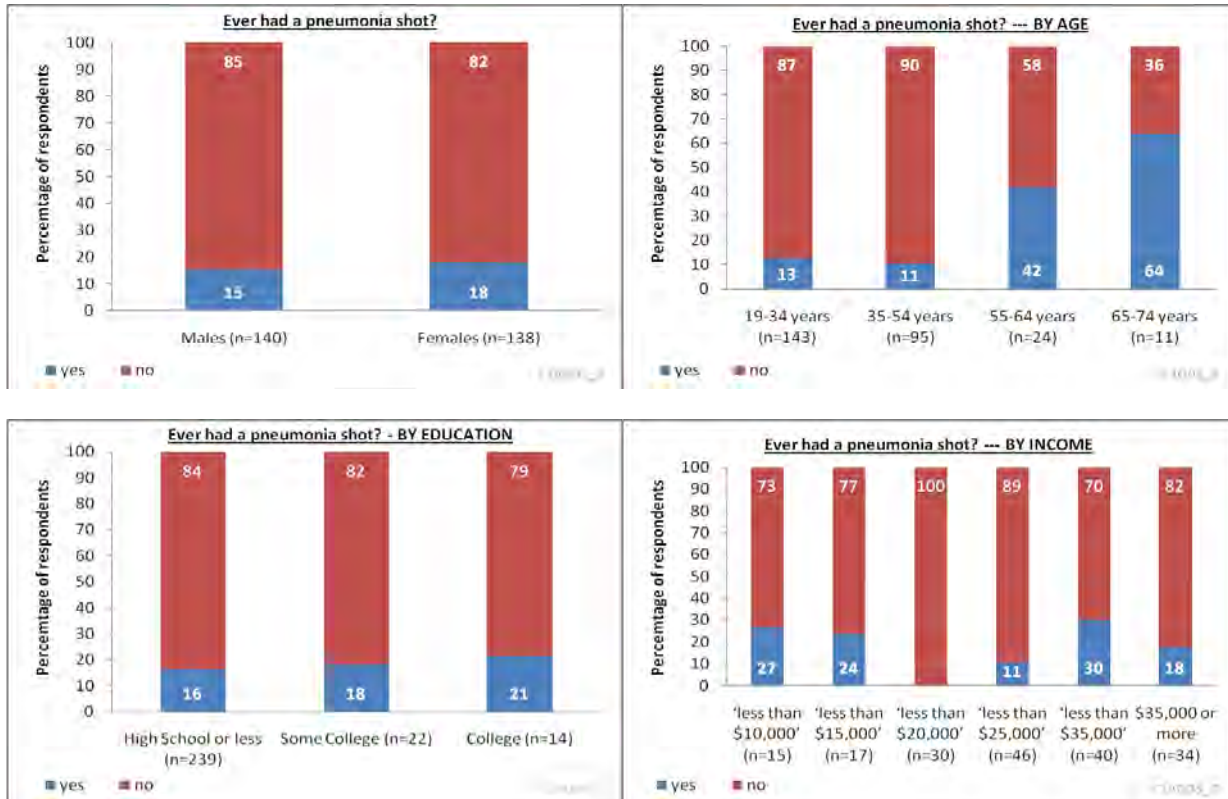 Ever had a pneumonia shot?
Percemtage of respondents
100
90
80
70
60
50
40
30
20
10
0
85
82
15
18
Males (n=140)
Females (n=138)
yes
no
Ever had a pneumonia shot? --- BY AGE
Percentage of respondents
100
90
80
70
60
50
40
30
20
10
0
87
90
58
36
13
11
42
64
19-34 years
(n=143)
35-54 years
(n=95)
55-64 years
(n=24)
65-74 years
(n=11)
yes
no
Ever had a pneumonia shot? - BY EDUCATION
Percemtage of respondents
100
90
80
70
60
50
40
30
20
10
0
84
82
79
16
18
21
High School or less
(n=239)
Some College (n=22)
College (n=14)
yes
no
Ever had a pneumonia shot? --- BY INCOME
Percemtage of respondents
100
90
80
70
60
50
40
30
20
10
0
73
77
100
89
70
82
27
24
11
30
18
'less than
$10,000'
(n=15)
'less than
$15,000'
(n=17)
'less than
$20,000'
(n=30)
'less than
$25,000'
(n=46)
'less than
$35,000'
(n=40)
$35,000 or
more
(n=34)
yes
no